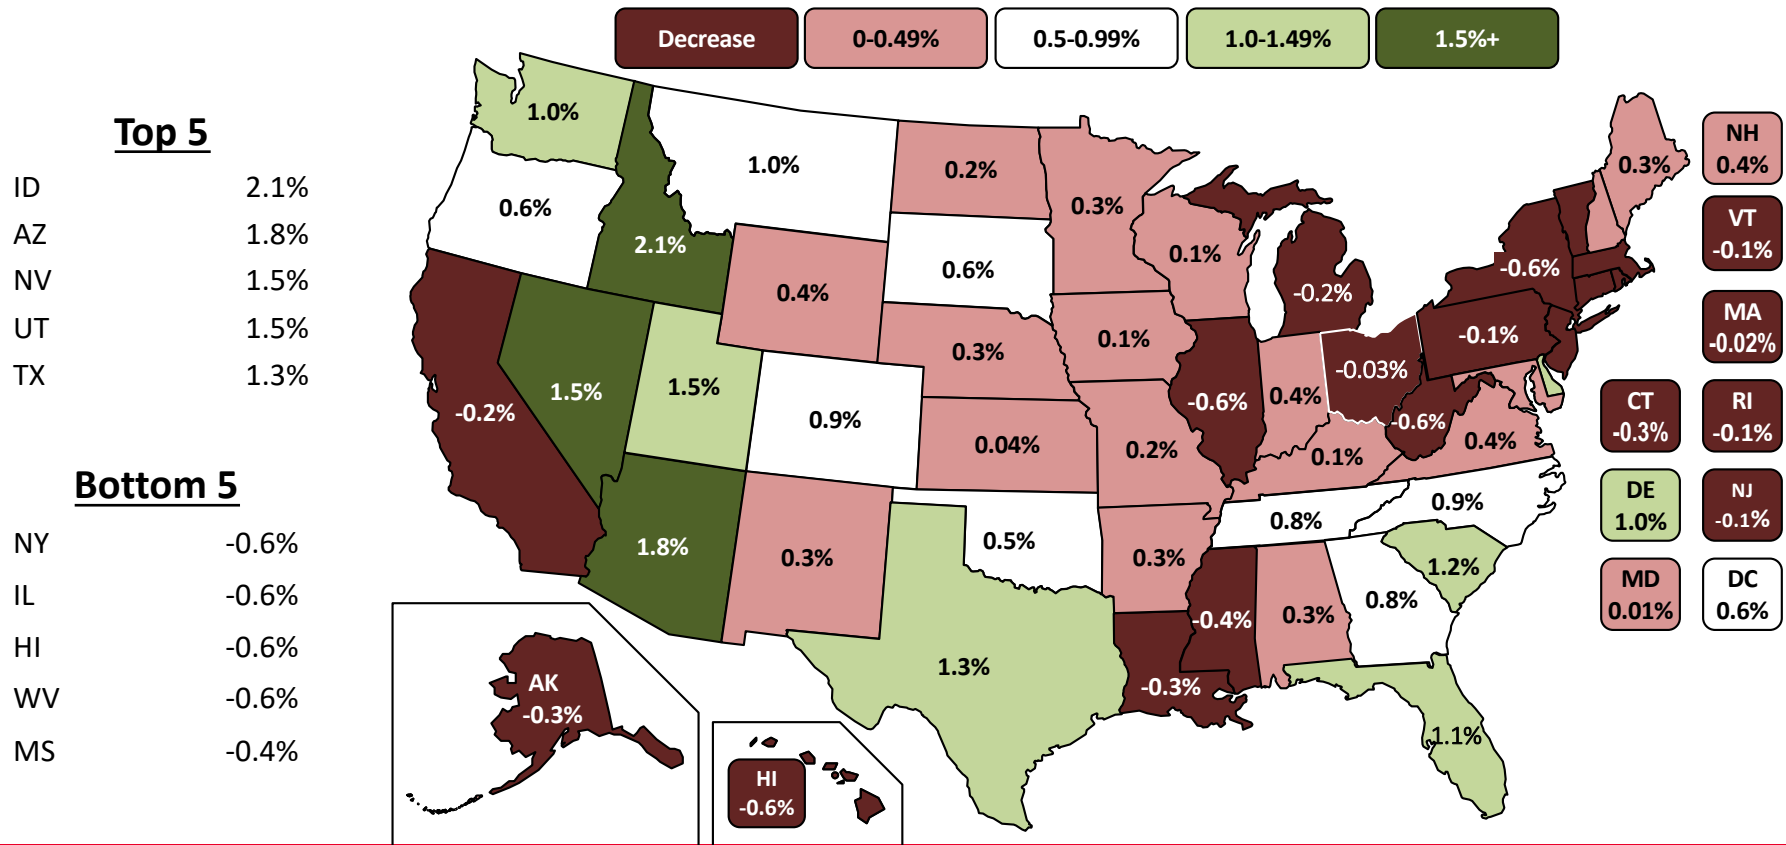 Decrease
0-0.49%
0.5-0.99%
1.0-1.49%
1.5%+
Top 5
ID 2.1%
AZ 1.8%
NV 1.5%
UT 1.5%
TX 1.3%
Bottom 5
NY -0.6%
IL -0.6%
HI -0.6%
WV -0.6%
MS -0.4%
1.0%
1.0%
0.6%
2.1%
0.2%
0.3%
0.6%
0.4%
0.1%
-0.2%
-0.6%
0.3%
0.3%
0.1%
-0.1%
-0.03%
-0.2%
1.5%
1.5%
0.9%
0.04%
0.2%
-0.6%
0.4%
-0.6%
0.4%
0.1%
1.8%
0.3%
0.5%
0.3%
0.8%
0.9%
1.2%
-0.4%
0.3%
0.8%
1.3%
-0.3%
1.1%
AK
-0.3%
HI
-0.6%
NH
0.4%
VT
-0.1%
MA
-0.02%
CT
-0.3%
RI
-0.1%
DE
1.0%
NJ
-0.1%
MD
0.01%
DC
0.6%